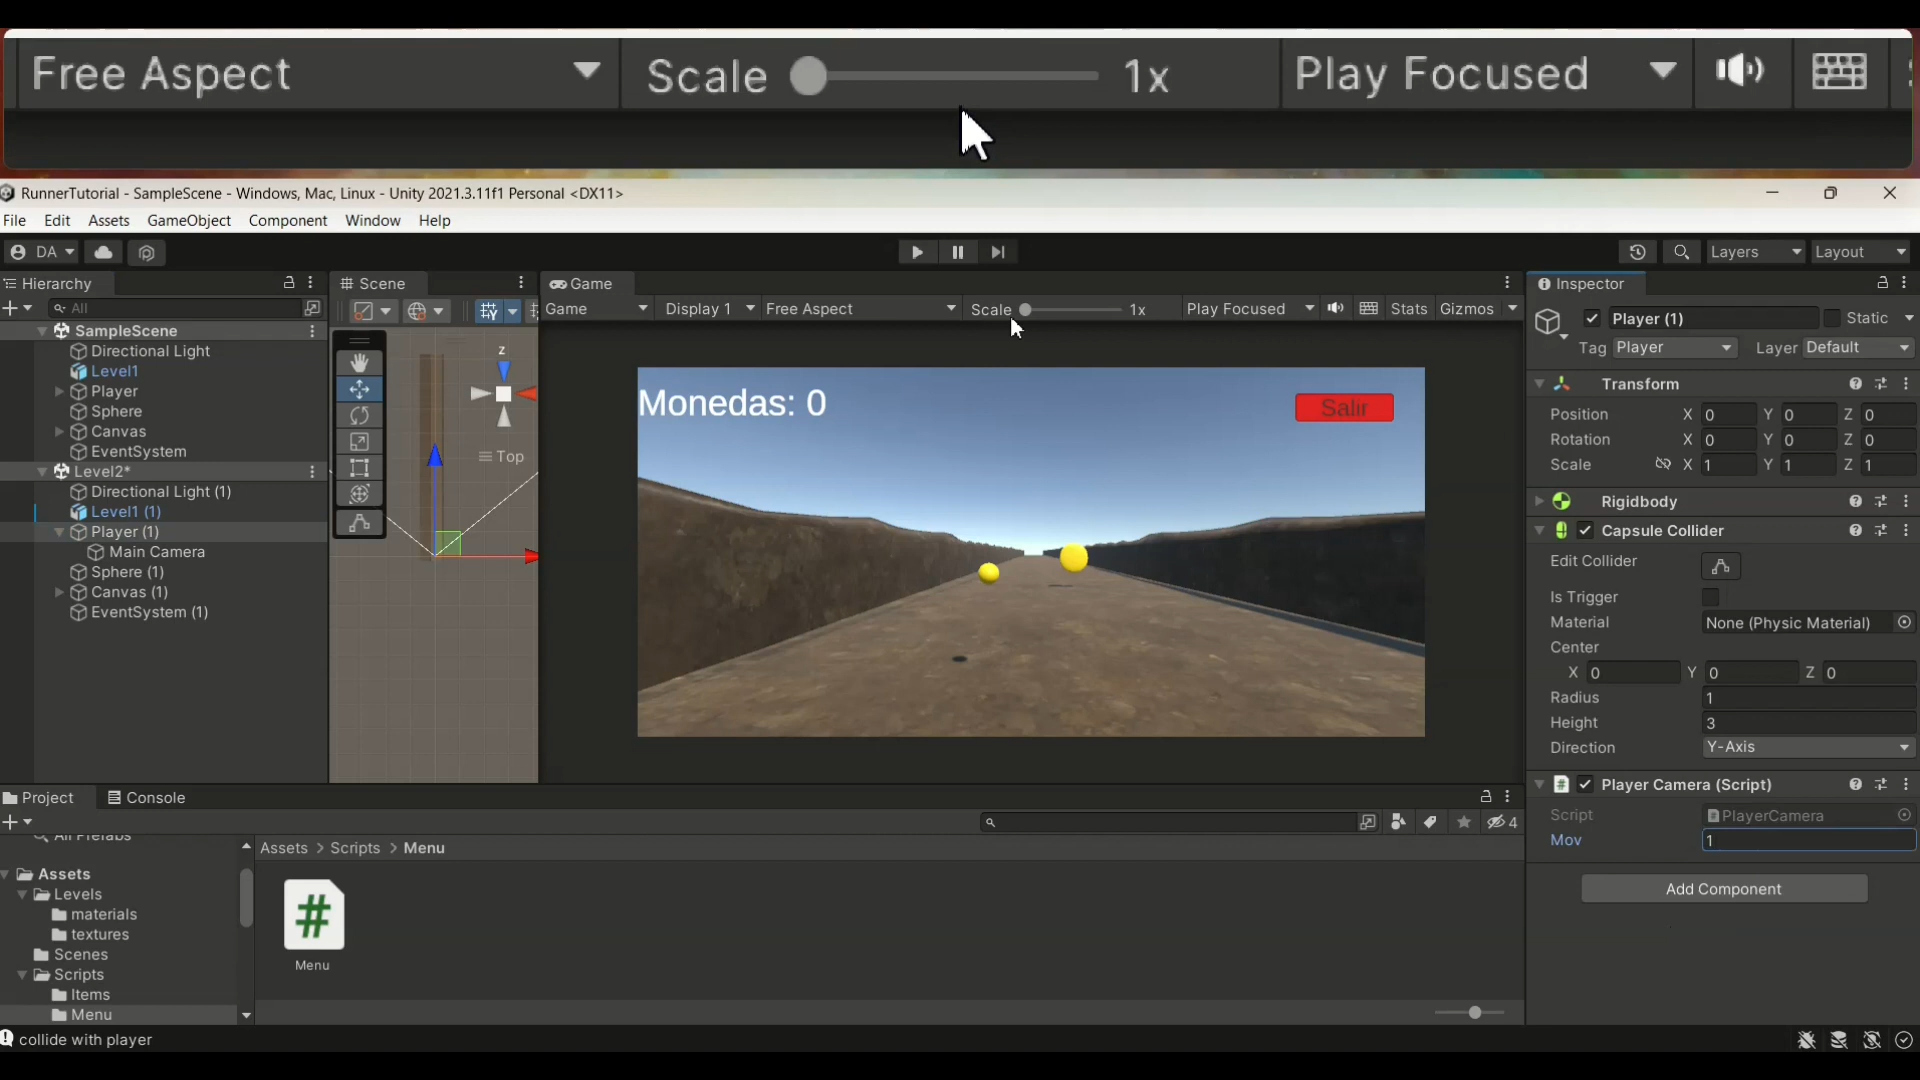 Free Aspect Scale 1x Play Focused
RunnerTutorial - SampleScene - Windows, Mac, Linux - Unity 2021.3.11f1 Personal <DX11>
File Edit Assets GameObject Component Window Help
DA Layers Layout
Hierarchy Scene Game Inspector
All Game Display 1 Free Aspect Scale 1x Play Focused Stats Gizmos
Player (1) Static
Tag Player Layer Default
SampleScene
Directional Light
Level1
Player
Sphere
Canvas
EventSystem
Level2*
Directional Light (1)
Level1 (1)
Player (1)
Main Camera
Sphere (1)
Canvas (1)
EventSystem (1)
z
Top
Monedas: 0 Salir
Transform
Position X 0 Y 0 Z 0
Rotation X 0 Y 0 Z 0
Scale X 1 Y 1 Z 1
Rigidbody
Capsule Collider
Edit Collider
Is Trigger
Material None (Physic Material)
Center
X 0 Y 0 Z 0
Radius 1
Height 3
Direction Y-Axis
Player Camera (Script)
Script PlayerCamera
Mov 1
Add Component
Project Console
4
All Prefabs
Assets
Levels
materials
textures
Scenes
Scripts
Items
Menu
Assets > Scripts > Menu
#
Menu
collide with player